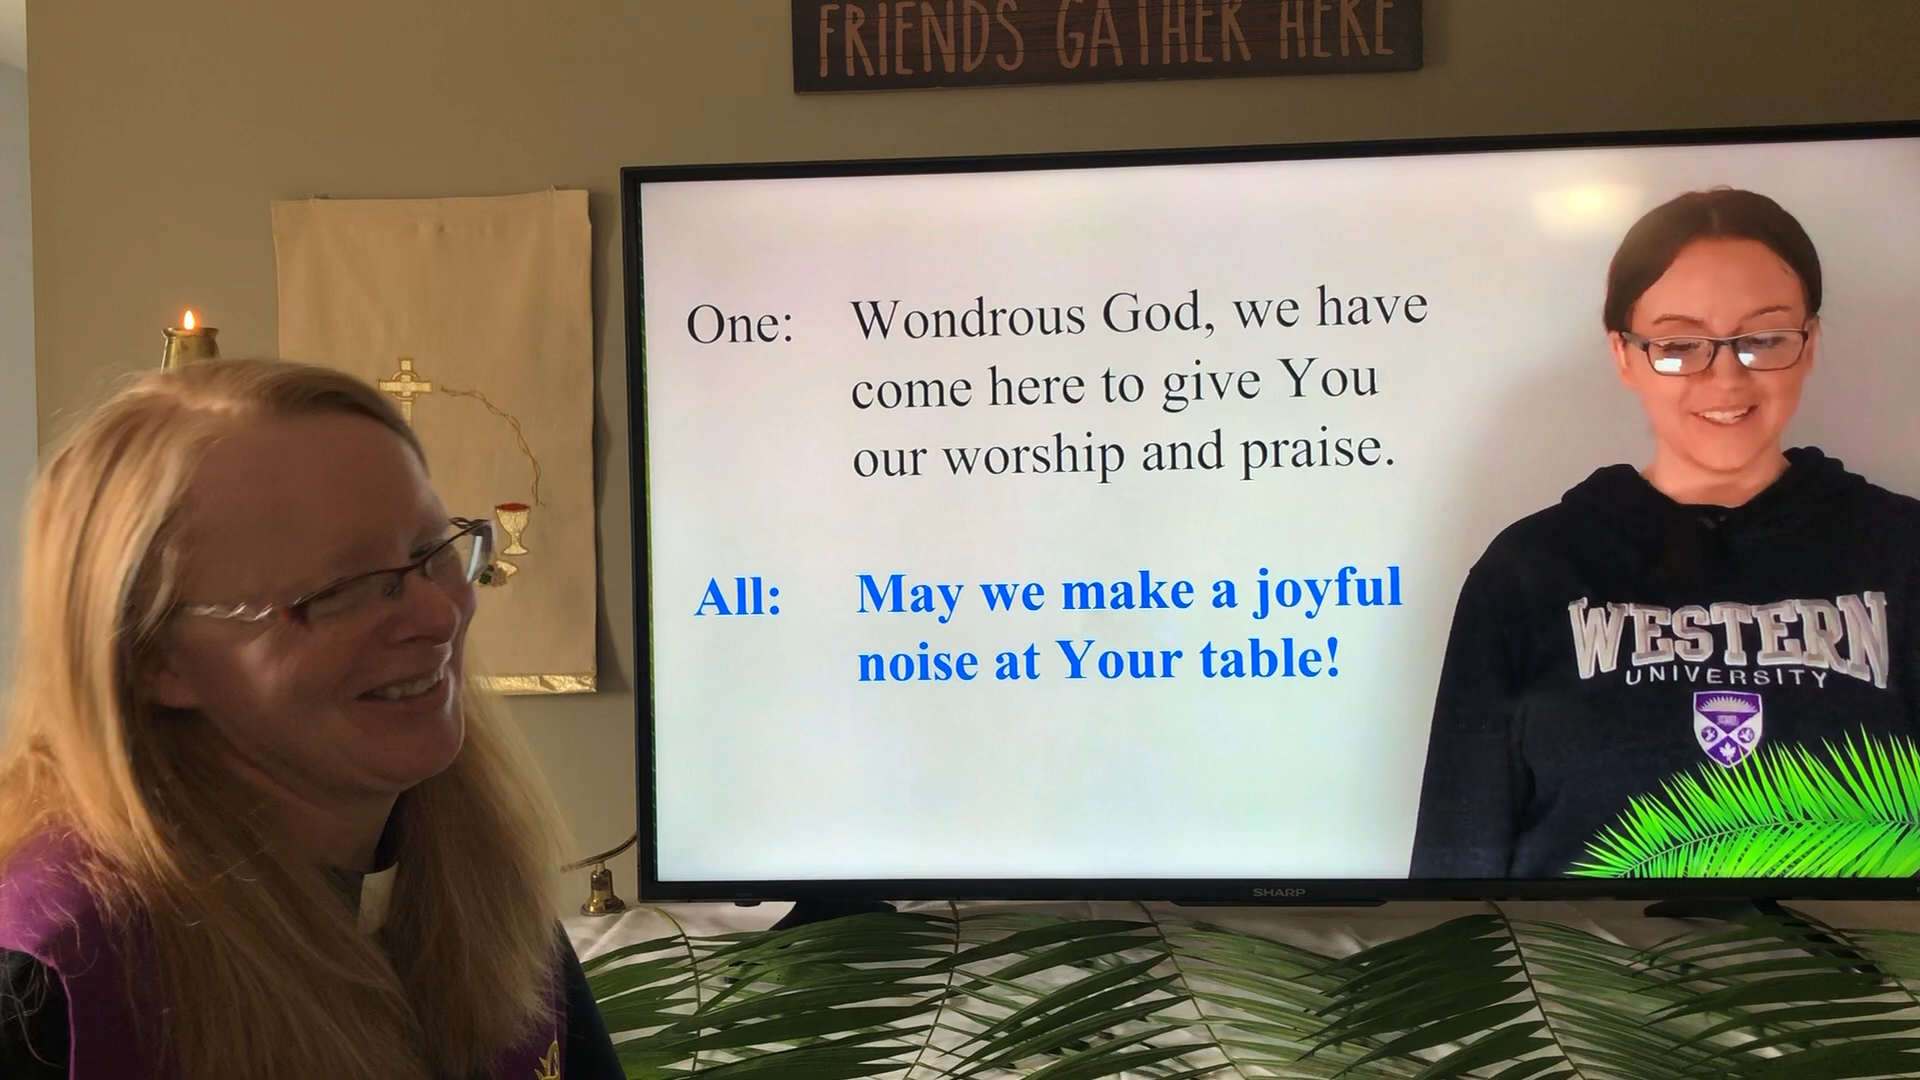 FRIENDS GATHER HERE
One: Wondrous God, we have
come here to give You
our worship and praise.
All: May we make a joyful
noise at Your table!
WESTERN
UNIVERSITY
SHARP